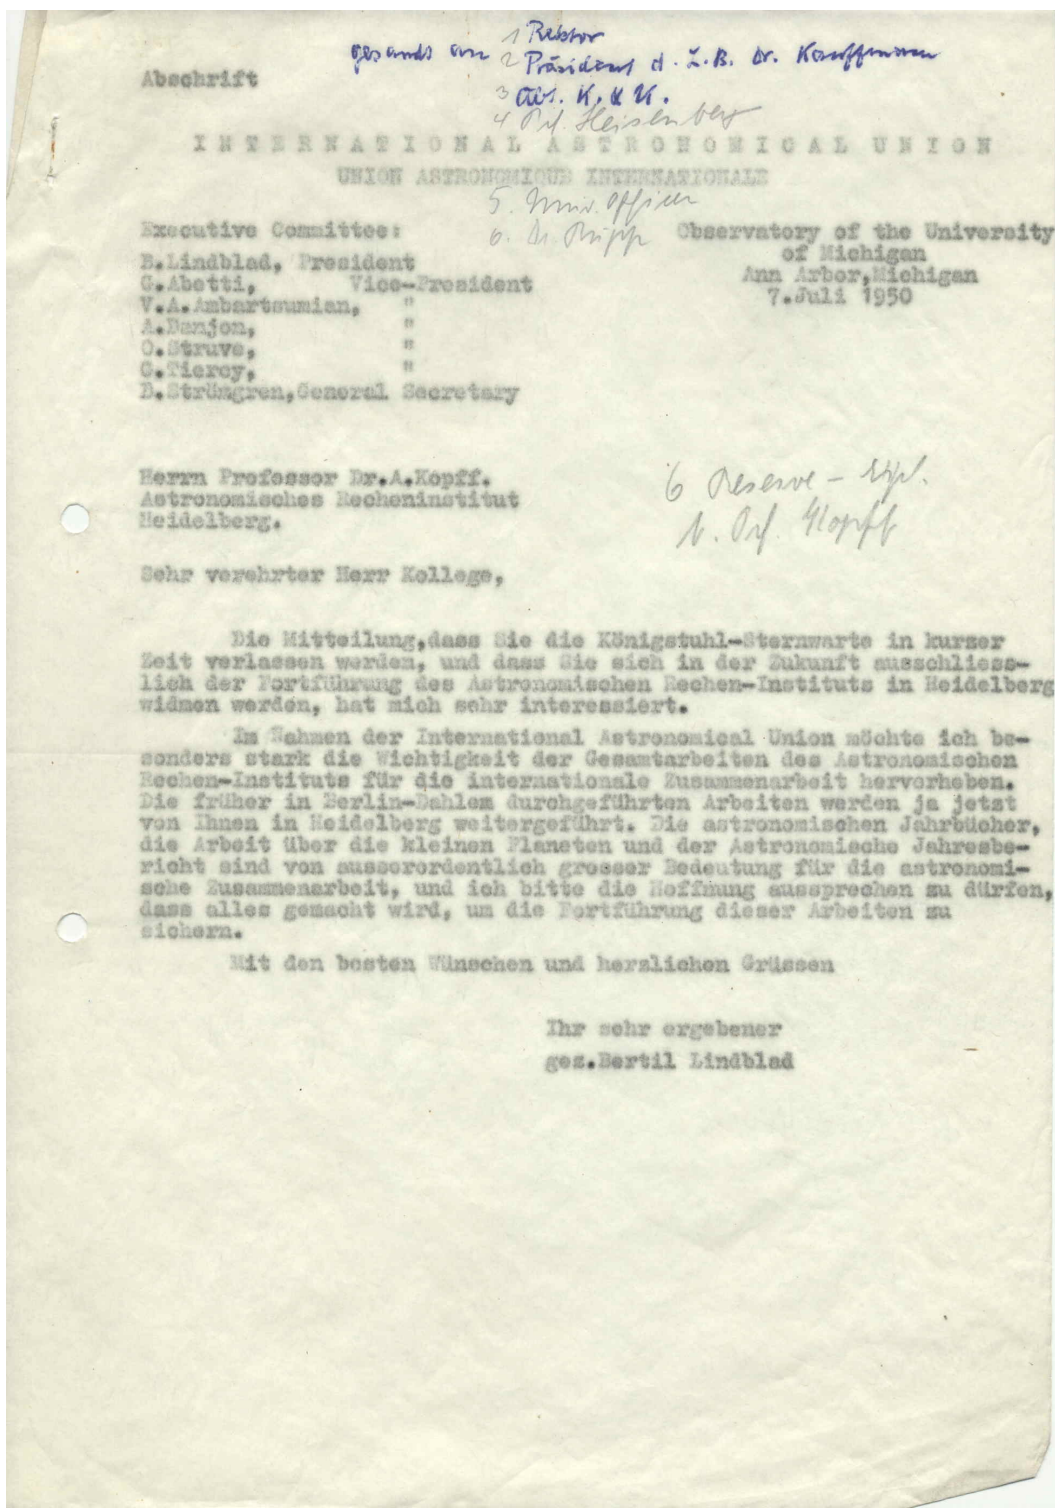 gesandt an 1 Rektor
2 Präsident d. L.B. Dr. Kauffmann
Abschrift
3 Abt. K. u K.
4 Prf. Heisenberg
INTERNATIONAL ASTRONOMICAL UNION
UNION ASTRONOMIQUE INTERNATIONALE
5. Univ. Officer
6. Dr.
Executive Committee:
Observatory of the University
of Michigan
Ann Arbor,Michigan
7.Juli 1950
B.Lindblad, President
G.Abetti, Vice-President
V.A.Ambartsumian, "
A.Danjon, "
O.Struve, "
G.Tiercy, "
B.Strömgren,General Secretary
Herrn Professor Dr.A.Kopff.
Astronomisches Recheninstitut
Heidelberg.
6 Reserve -
Prf. Kopff
Sehr verehrter Herr Kollege,
Die Mitteilung,dass Sie die Königstuhl-Sternwarte in kurzer
Zeit verlassen werden, und dass Sie sich in der Zukunft ausschliess-
lich der Fortführung des Astronomischen Rechen-Instituts in Heidelberg
widmen werden, hat mich sehr interessiert.
Im Nahmen der International Astronomical Union möchte ich be-
sonders stark die Wichtigkeit der Gesamtarbeiten des Astronomischen
Rechen-Instituts für die internationale Zusammenarbeit hervorheben.
Die früher in Berlin-Dahlem durchgeführten Arbeiten werden ja jetzt
von Ihnen in Heidelberg weitergeführt. Die astronomischen Jahrbücher,
die Arbeit über die kleinen Planeten und der Astronomische Jahresbe-
richt sind von ausserordentlich grosser Bedeutung für die astronomi-
sche Zusammenarbeit, und ich bitte die Hoffnung aussprechen zu dürfen,
dass alles gemacht wird, um die Fortführung dieser Arbeiten zu
sichern.
Mit den besten Wünschen und herzlichen Grüssen
Ihr sehr ergebener
gez.Bertil Lindblad